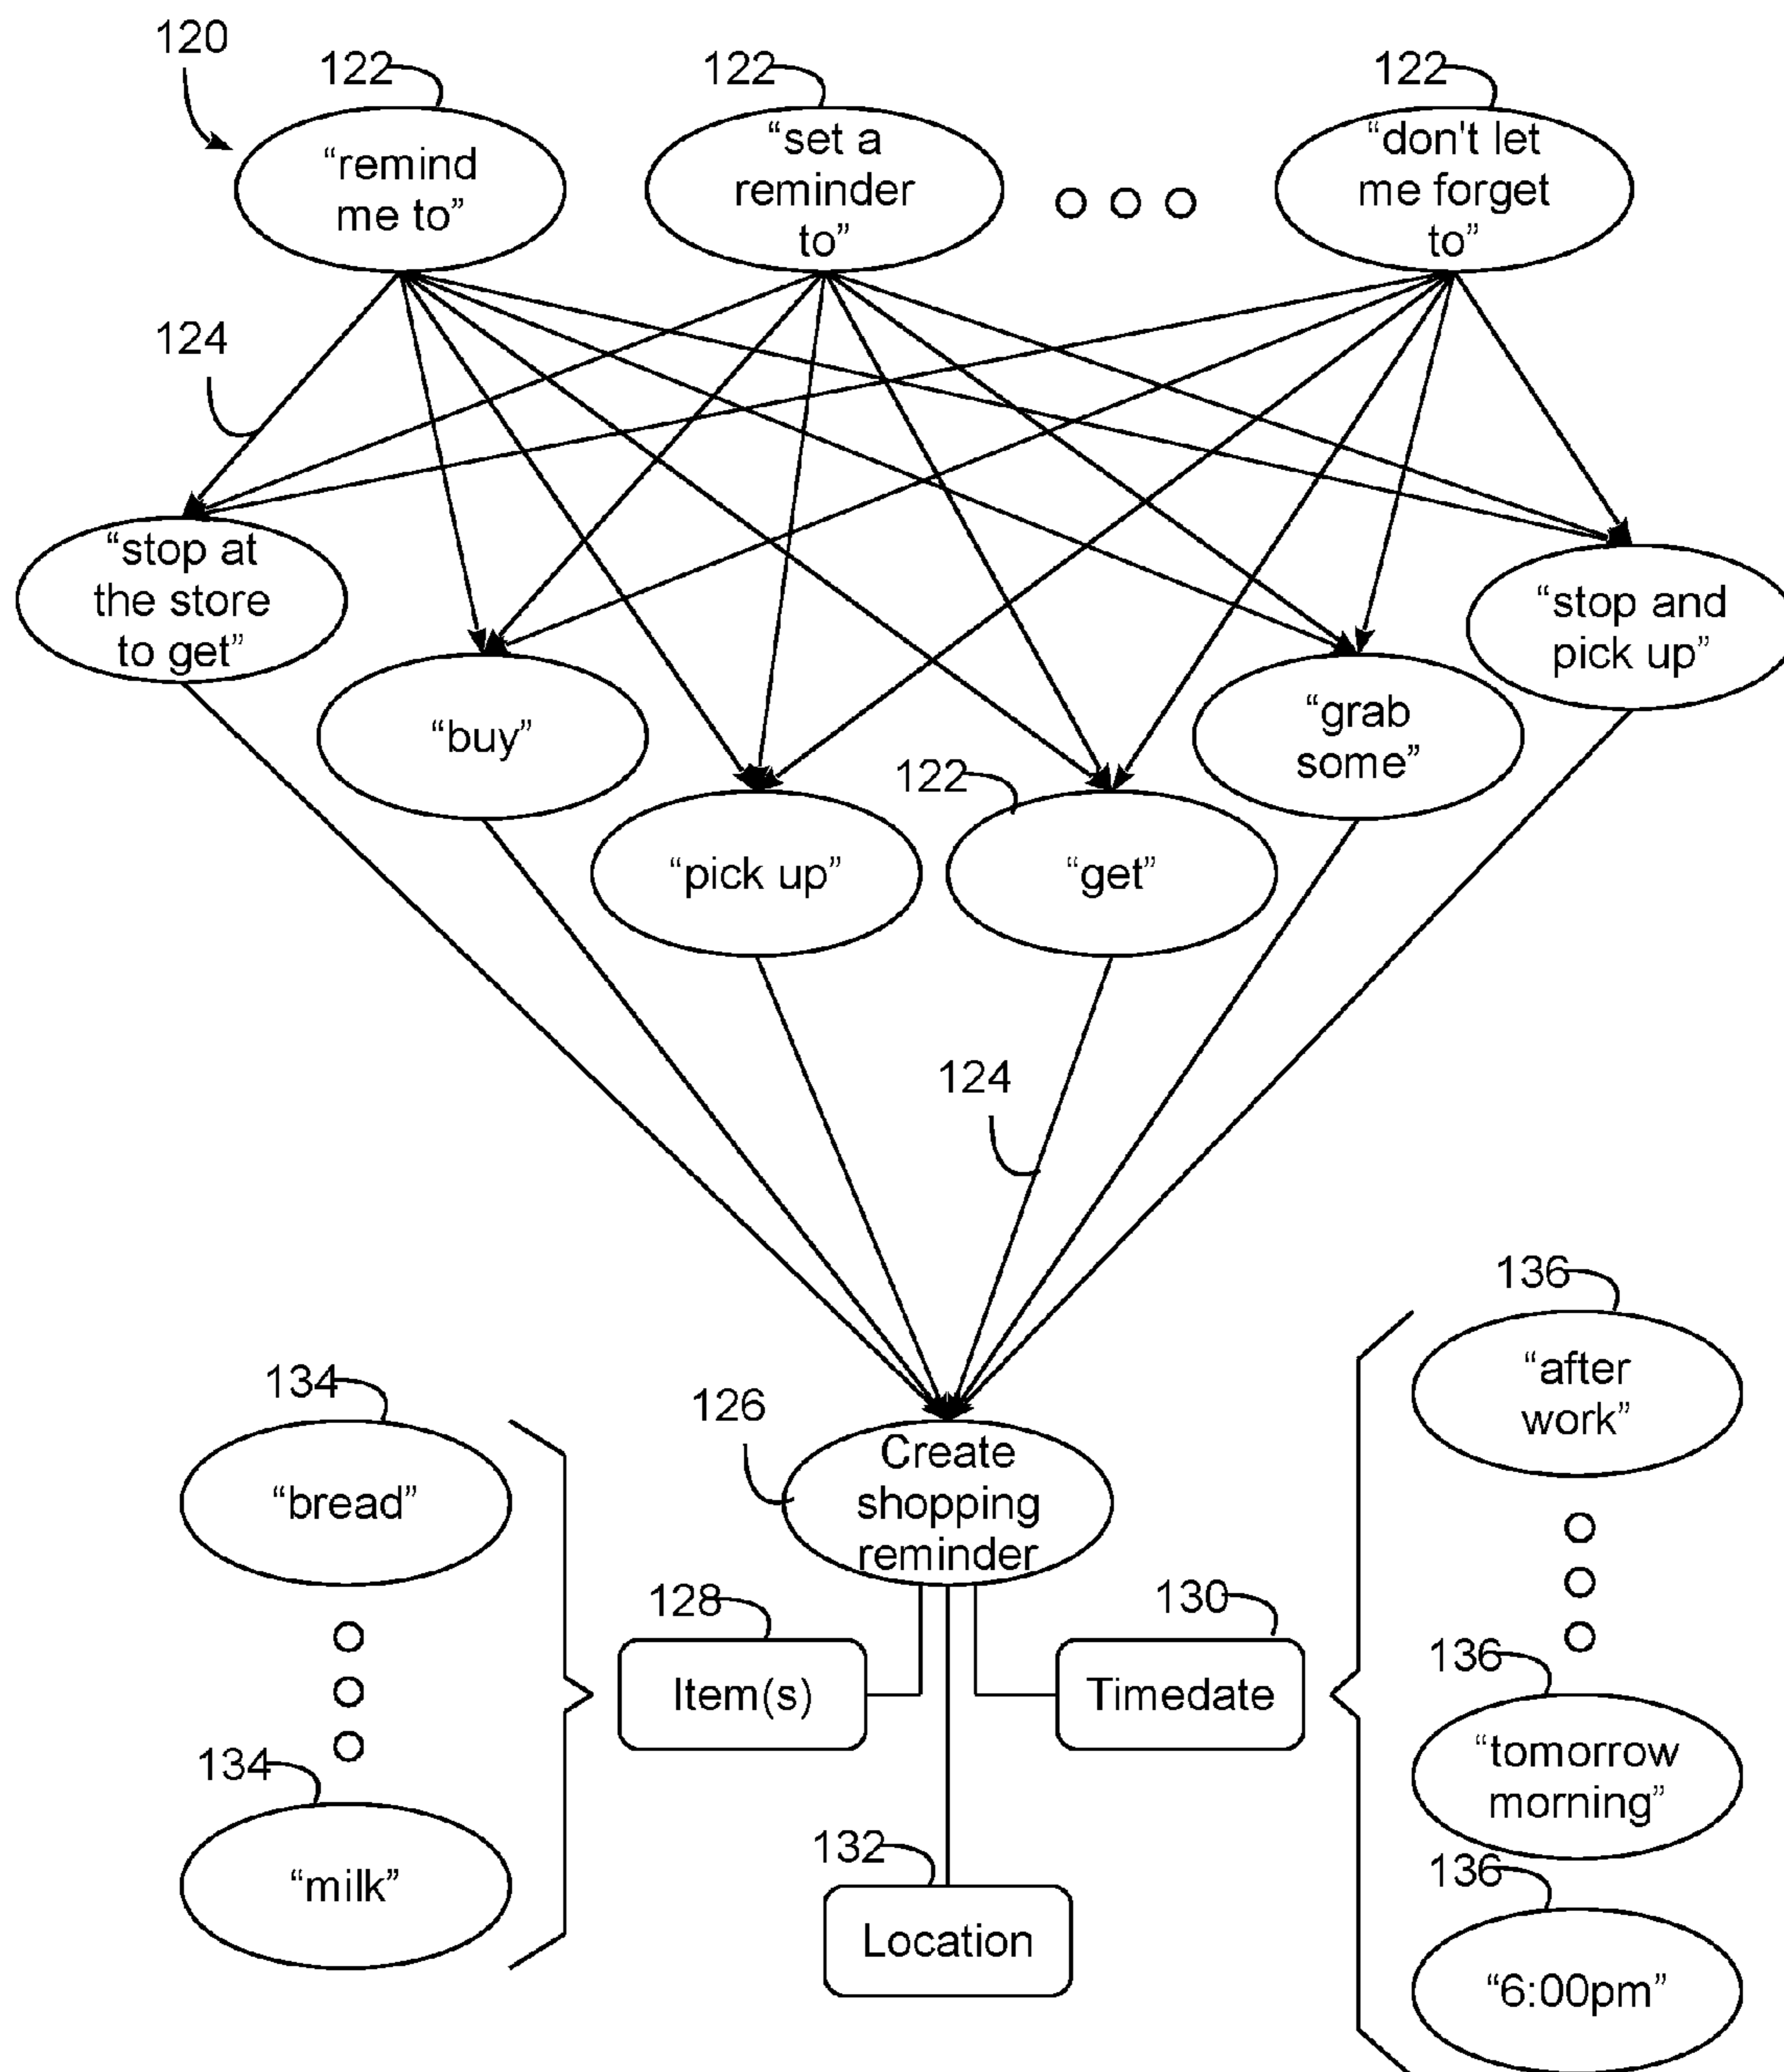 120
122
122
122
“remind
me to”
“set a
reminder
to”
“don't let
me forget
to”
124
“stop at
the store
to get”
“stop and
pick up”
“buy”
“grab
some”
122
“pick up”
“get”
124
136
“after
work”
134
126
“bread”
Create
shopping
reminder
128
130
Item(s)
Timedate
136
“tomorrow
morning”
134
“milk”
132
Location
136
“6:00pm”